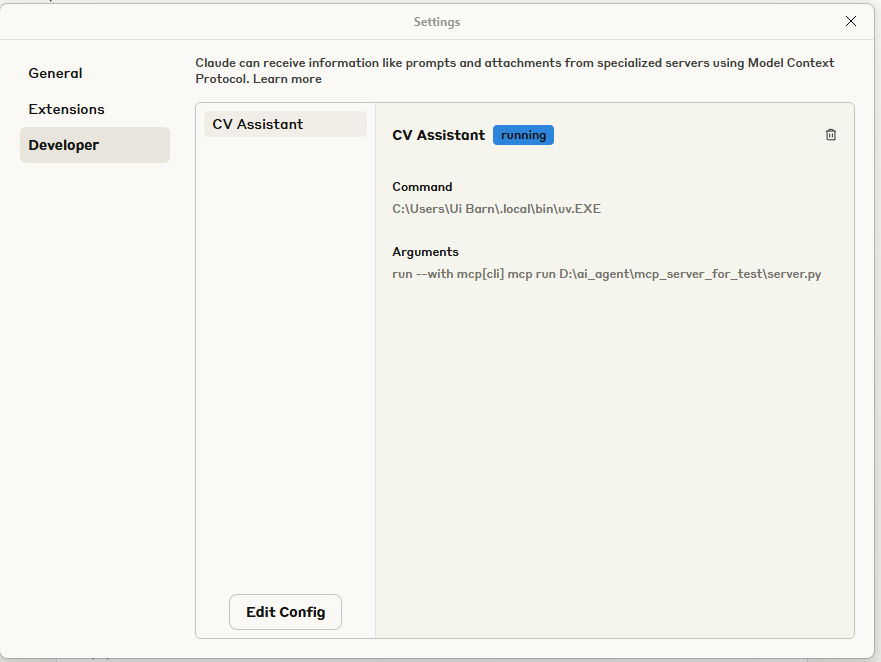 Settings
General
Extensions
Developer
Claude can receive information like prompts and attachments from specialized servers using Model Context
Protocol. Learn more
CV Assistant
CV Assistant running
Command
C:\Users\Ui Barn\.local\bin\uv.EXE
Arguments
run --with mcp[cli] mcp run D:\ai_agent\mcp_server_for_test\server.py
Edit Config